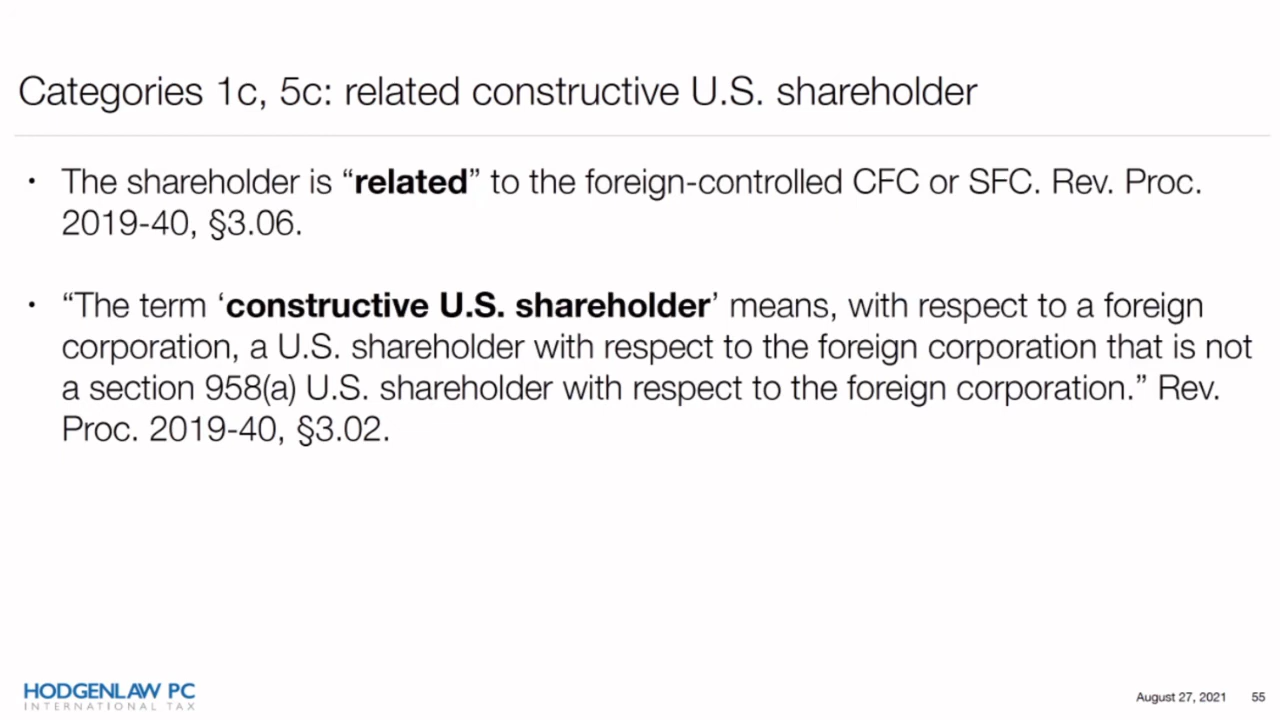 Categories 1c, 5c: related constructive U.S. shareholder
• The shareholder is “related” to the foreign-controlled CFC or SFC. Rev. Proc.
2019-40, §3.06.
• “The term ‘constructive U.S. shareholder’ means, with respect to a foreign
corporation, a U.S. shareholder with respect to the foreign corporation that is not
a section 958(a) U.S. shareholder with respect to the foreign corporation.” Rev.
Proc. 2019-40, §3.02.
HODGENLAW PC
INTERNATIONAL TAX
August 27, 2021 55